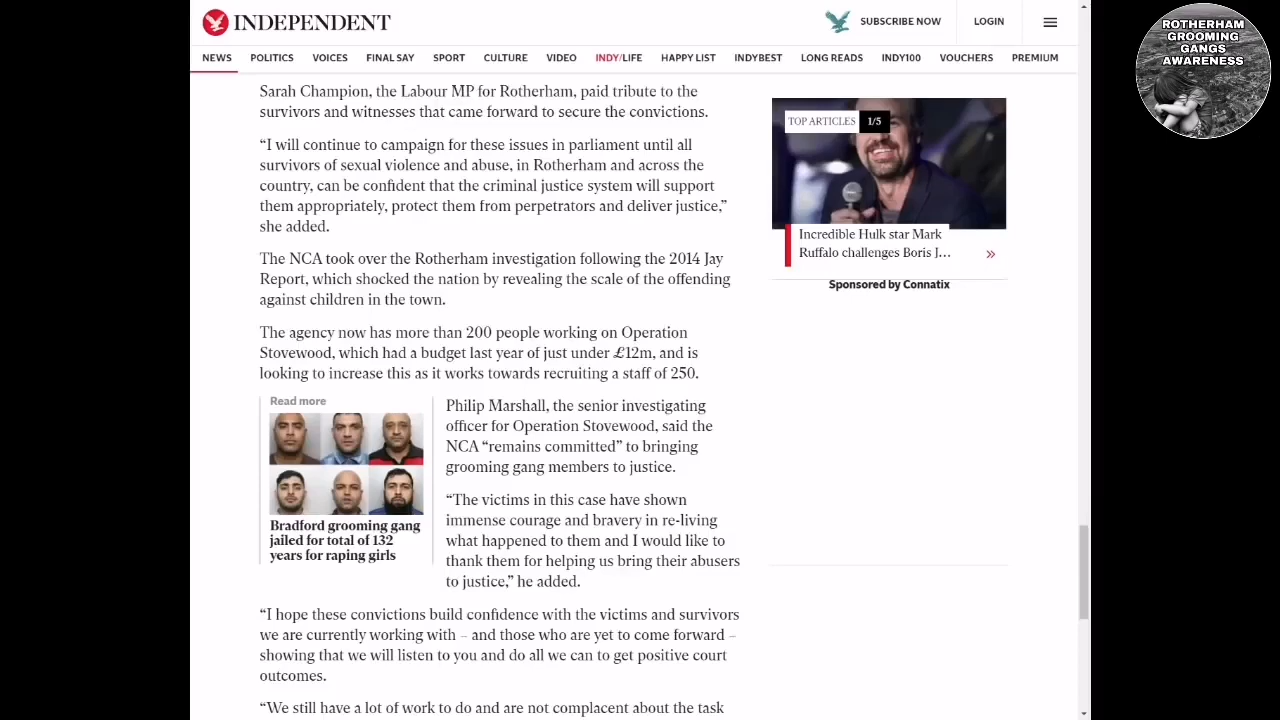 INDEPENDENT
SUBSCRIBE NOW
LOGIN
NEWS POLITICS VOICES FINAL SAY SPORT CULTURE VIDEO INDY/LIFE HAPPY LIST INDYBEST LONG READS INDY100 VOUCHERS PREMIUM
ROTHERHAM
GROOMING
GANGS
AWARENESS
Sarah Champion, the Labour MP for Rotherham, paid tribute to the
survivors and witnesses that came forward to secure the convictions.
“I will continue to campaign for these issues in parliament until all
survivors of sexual violence and abuse, in Rotherham and across the
country, can be confident that the criminal justice system will support
them appropriately, protect them from perpetrators and deliver justice,”
she added.
The NCA took over the Rotherham investigation following the 2014 Jay
Report, which shocked the nation by revealing the scale of the offending
against children in the town.
The agency now has more than 200 people working on Operation
Stovewood, which had a budget last year of just under £12m, and is
looking to increase this as it works towards recruiting a staff of 250.
Read more
Bradford grooming gang
jailed for total of 132
years for raping girls
Philip Marshall, the senior investigating
officer for Operation Stovewood, said the
NCA “remains committed” to bringing
grooming gang members to justice.
“The victims in this case have shown
immense courage and bravery in re-living
what happened to them and I would like to
thank them for helping us bring their abusers
to justice,” he added.
“I hope these convictions build confidence with the victims and survivors
we are currently working with – and those who are yet to come forward –
showing that we will listen to you and do all we can to get positive court
outcomes.
“We still have a lot of work to do and are not complacent about the task
TOP ARTICLES 1/5
Incredible Hulk star Mark
Ruffalo challenges Boris J...
Sponsored by Connatix